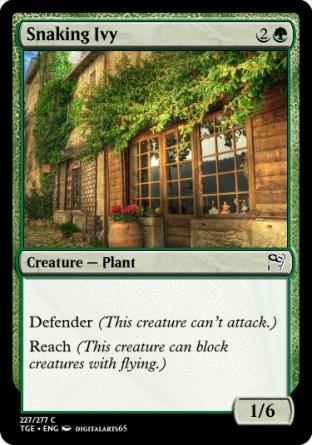 Snaking Ivy 2
Creature — Plant
Defender (This creature can't attack.)
Reach (This creature can block
creatures with flying.)
1/6
227/277 C
TGE • ENG DIGITALARTS65